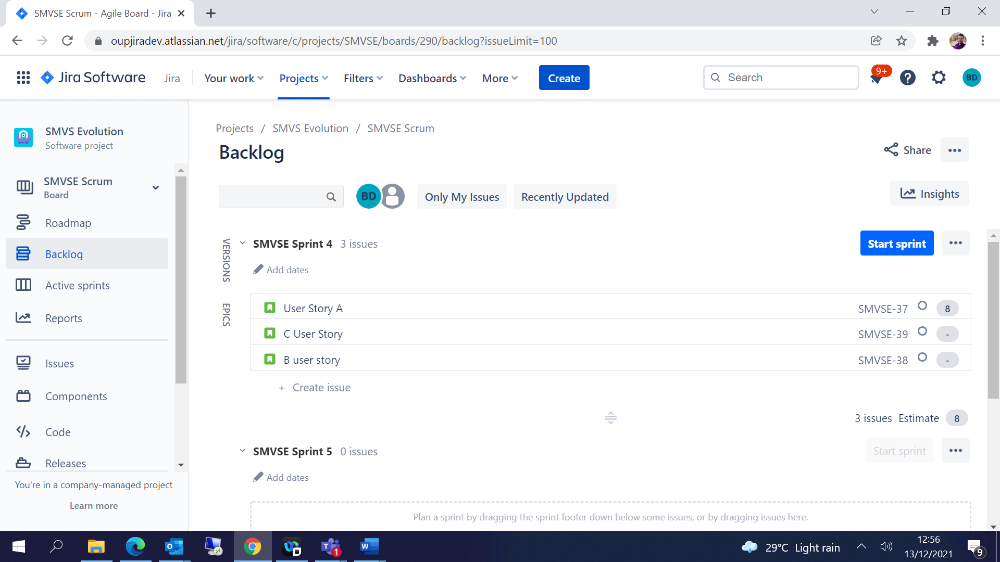 SMVSE Scrum - Agile Board - Jira
oupjiradev.atlassian.net/jira/software/c/projects/SMVSE/boards/290/backlog?issueLimit=100
Jira Software
Jira
Your work
Projects
Filters
Dashboards
More
Create
Search
9+
BD
SMVS Evolution
Software project
SMVSE Scrum
Board
Roadmap
Backlog
Active sprints
Reports
Issues
Components
Code
Releases
You're in a company-managed project
Learn more
Projects / SMVS Evolution / SMVSE Scrum
Backlog
Share
BD
Only My Issues
Recently Updated
Insights
VERSIONS
EPICS
SMVSE Sprint 4 3 issues
Start sprint
Add dates
User Story A SMVSE-37 8
C User Story SMVSE-39 -
B user story SMVSE-38 -
+ Create issue
3 issues Estimate 8
SMVSE Sprint 5 0 issues
Start sprint
Add dates
Plan a sprint by dragging the sprint footer down below some issues, or by dragging issues here.
29°C Light rain
12:56
13/12/2021
9
1